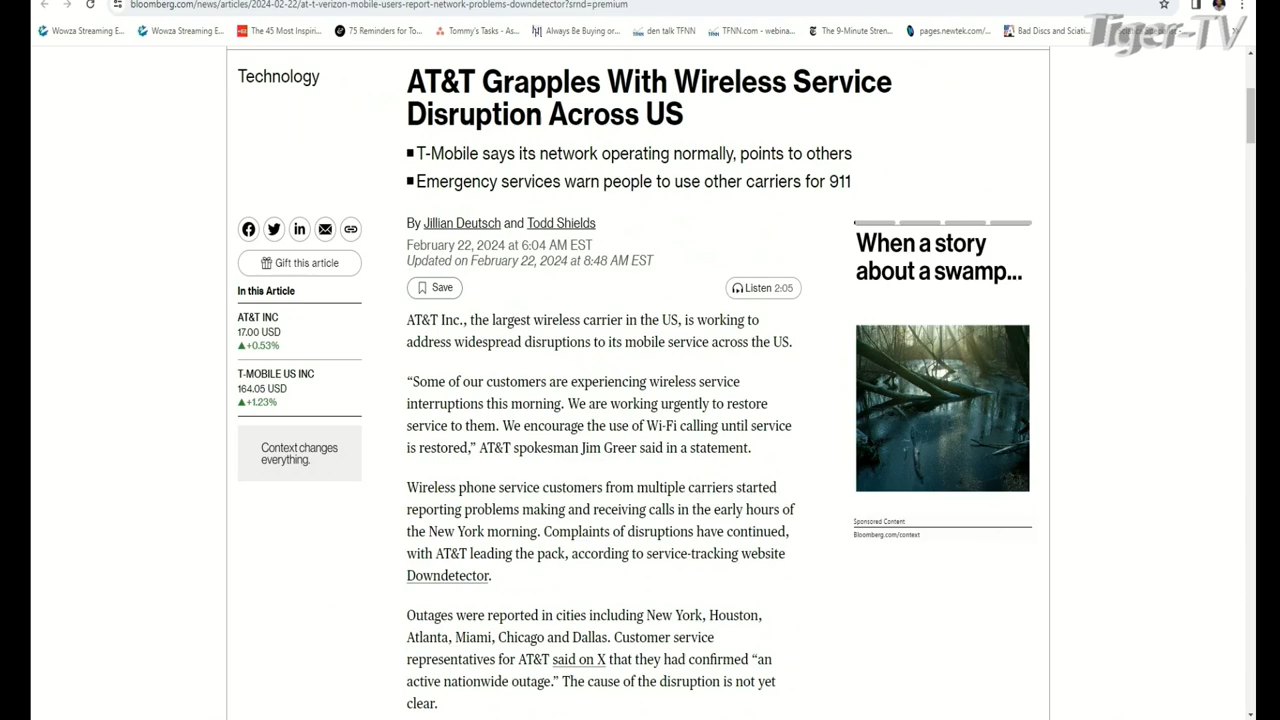 bloomberg.com/news/articles/2024-02-22/at-t-verizon-mobile-users-report-network-problems-downdetector?srnd=premium
Wowza Streaming E... Wowza Streaming E... The 45 Most Inspiri... 75 Reminders for To... Tommy's Tasks - As... Always Be Buying or... den talk TFNN TFNN.com - webina... The 9-Minute Stren... pages.newtek.com/... Bad Discs and Sciati...
Tiger-TV
Technology
AT&T Grapples With Wireless Service
Disruption Across US
T-Mobile says its network operating normally, points to others
Emergency services warn people to use other carriers for 911
By Jillian Deutsch and Todd Shields
February 22, 2024 at 6:04 AM EST
Updated on February 22, 2024 at 8:48 AM EST
Save
Listen 2:05
Gift this article
In this Article
AT&T INC
17.00 USD
▲+0.53%
T-MOBILE US INC
164.05 USD
▲+1.23%
Context changes
everything.
AT&T Inc., the largest wireless carrier in the US, is working to
address widespread disruptions to its mobile service across the US.
“Some of our customers are experiencing wireless service
interruptions this morning. We are working urgently to restore
service to them. We encourage the use of Wi-Fi calling until service
is restored,” AT&T spokesman Jim Greer said in a statement.
Wireless phone service customers from multiple carriers started
reporting problems making and receiving calls in the early hours of
the New York morning. Complaints of disruptions have continued,
with AT&T leading the pack, according to service-tracking website
Downdetector.
Outages were reported in cities including New York, Houston,
Atlanta, Miami, Chicago and Dallas. Customer service
representatives for AT&T said on X that they had confirmed “an
active nationwide outage.” The cause of the disruption is not yet
clear.
When a story
about a swamp...
Sponsored Content
Bloomberg.com/context